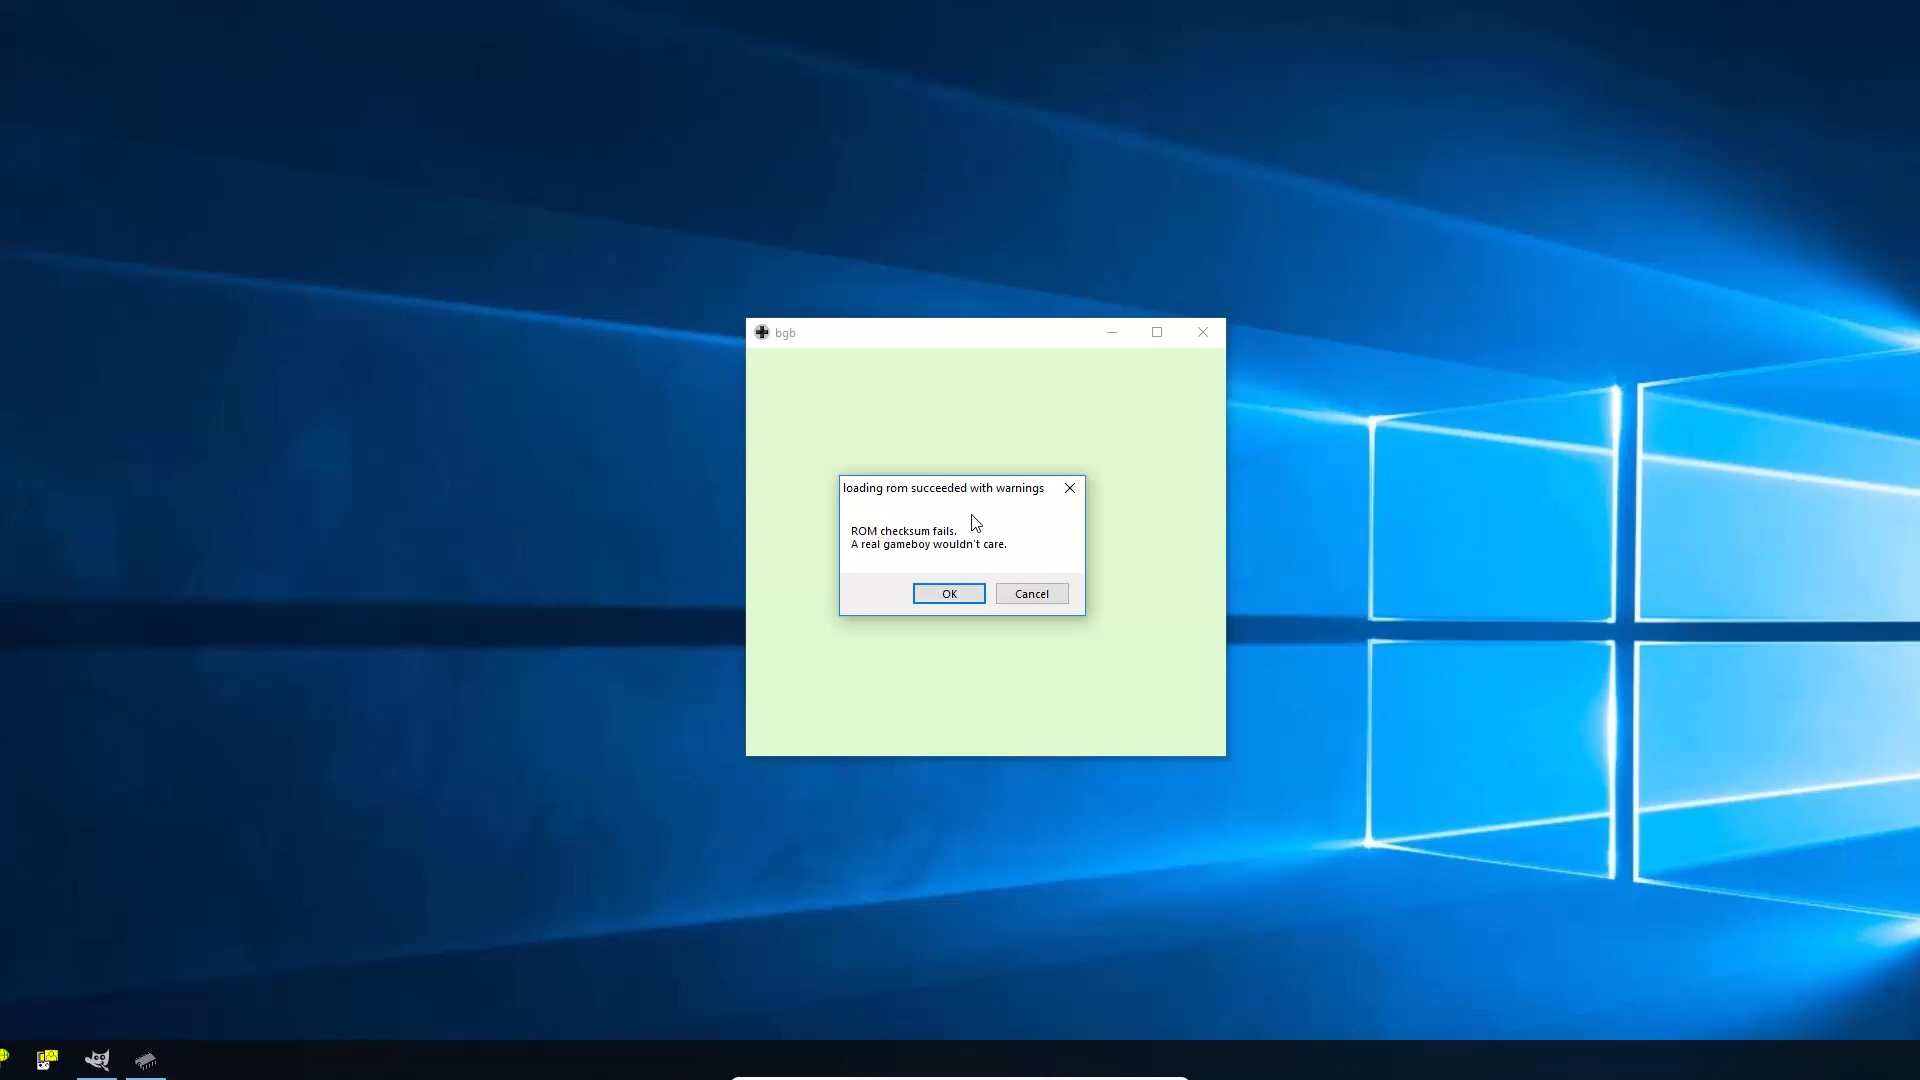 bgb
loading rom succeeded with warnings
ROM checksum fails.
A real gameboy wouldn't care.
OK
Cancel